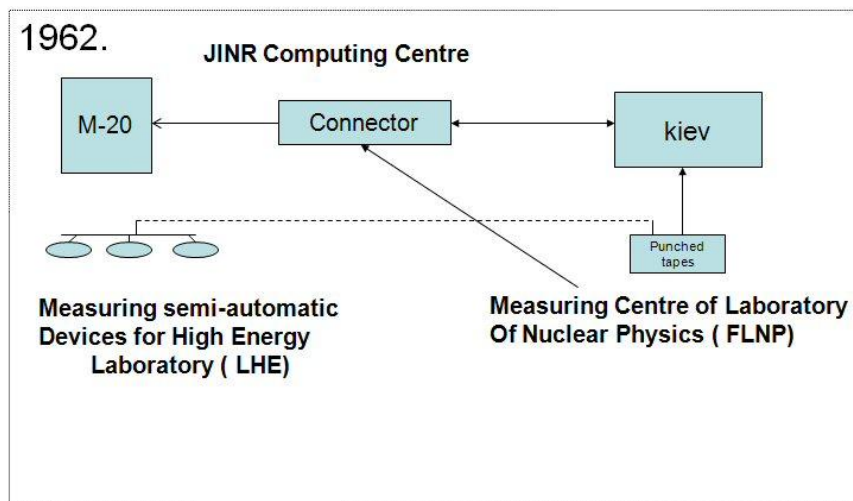 1962.
JINR Computing Centre
M-20
Connector
kiev
Punched
tapes
Measuring semi-automatic
Devices for High Energy
Laboratory ( LHE)
Measuring Centre of Laboratory
Of Nuclear Physics ( FLNP)